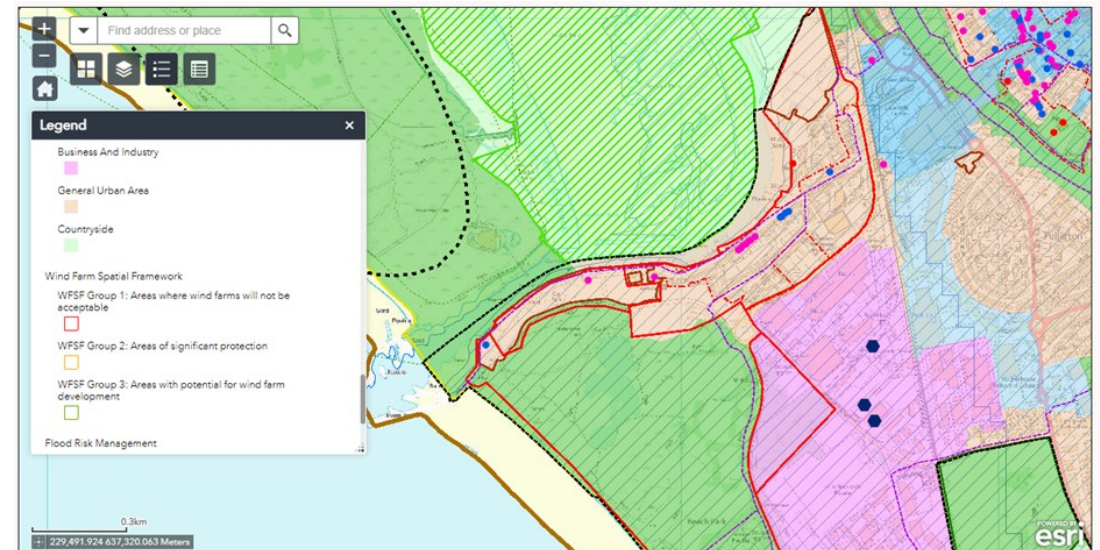 Find address or place
Legend
Business And Industry
General Urban Area
Countryside
Wind Farm Spatial Framework
WFSF Group 1: Areas where wind farms will not be
acceptable
WFSF Group 2: Areas of significant protection
WFSF Group 3: Areas with potential for wind farm
development
Flood Risk Management
0.3km
229,491.924 637,320.063 Meters
Fullarton
Beach Park
POWERED BY
esri